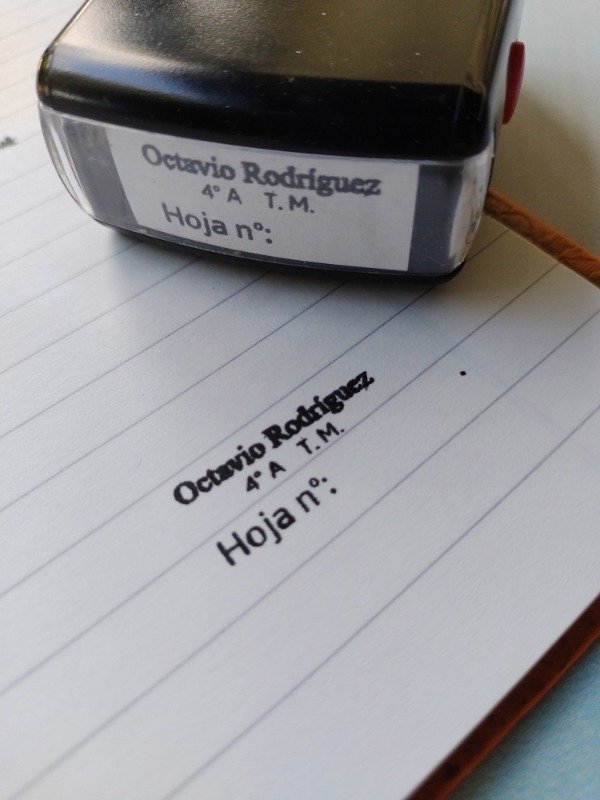 Octavio Rodríguez
4° A T.M.
Hoja n°:
Octavio Rodríguez
4° A T.M.
Hoja n°: